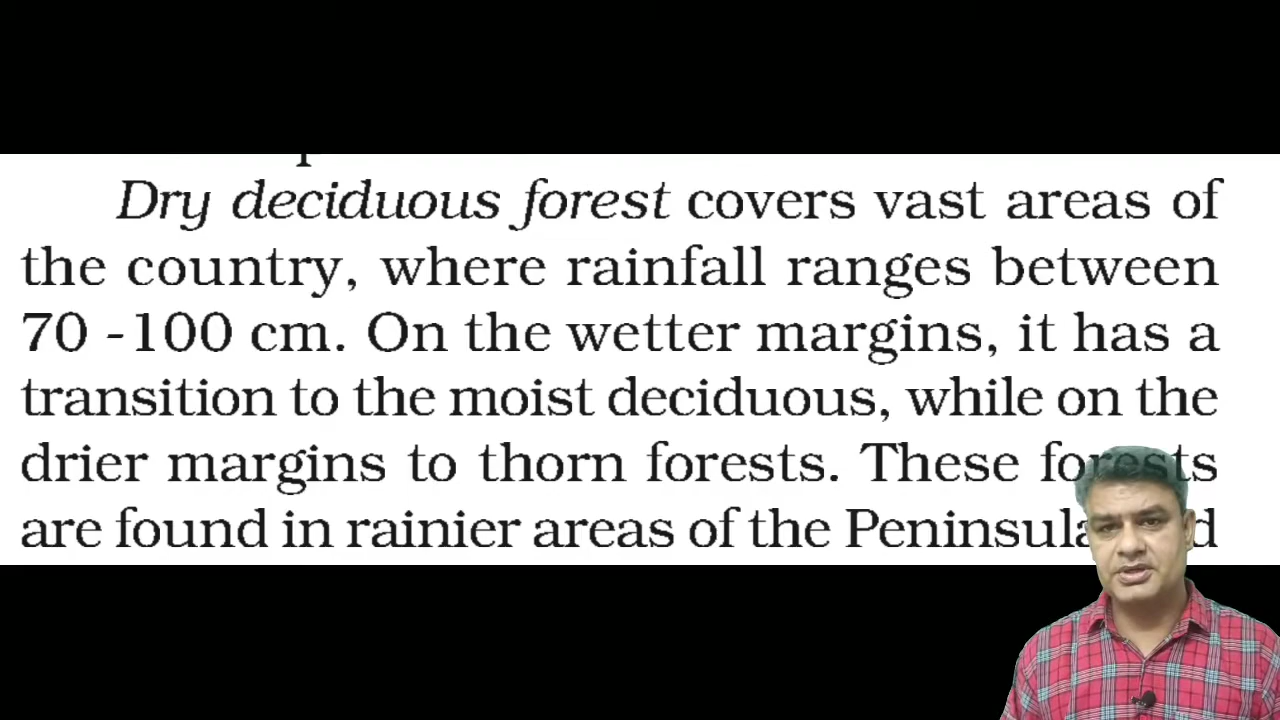 Dry deciduous forest covers vast areas of
the country, where rainfall ranges between
70 -100 cm. On the wetter margins, it has a
transition to the moist deciduous, while on the
drier margins to thorn forests. These forests
are found in rainier areas of the Peninsula